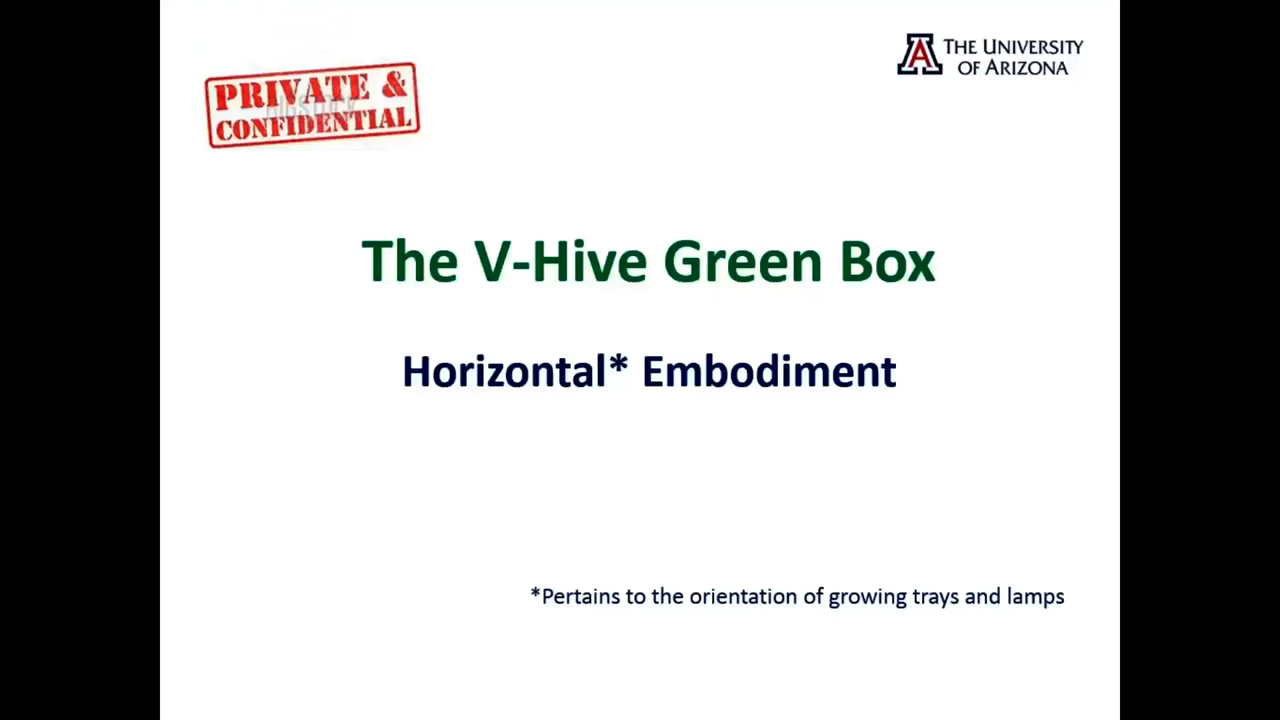 PRIVATE &
CONFIDENTIAL
THE UNIVERSITY
OF ARIZONA
The V-Hive Green Box
Horizontal* Embodiment
*Pertains to the orientation of growing trays and lamps